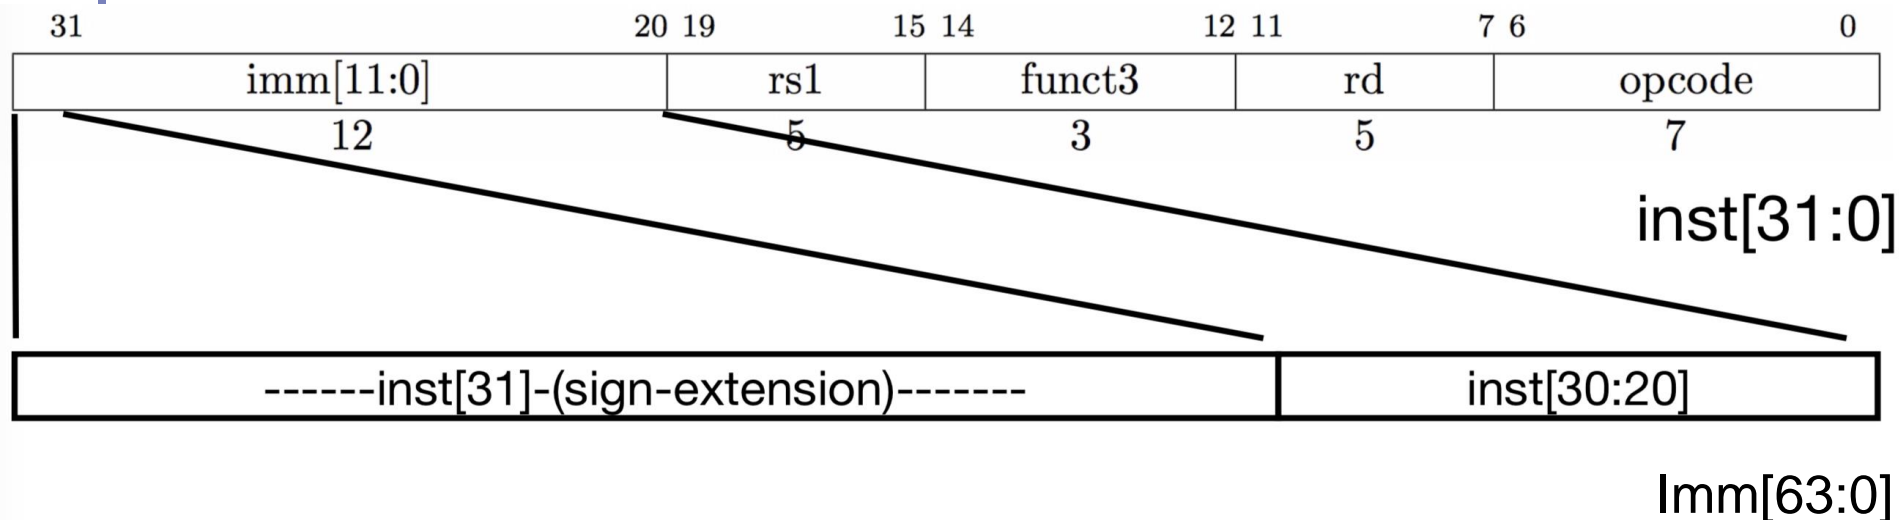 31 20 19 15 14 12 11 7 6 0
imm[11:0] rs1 funct3 rd opcode
12 5 3 5 7
inst[31:0]
------inst[31]-(sign-extension)------- inst[30:20]
Imm[63:0]